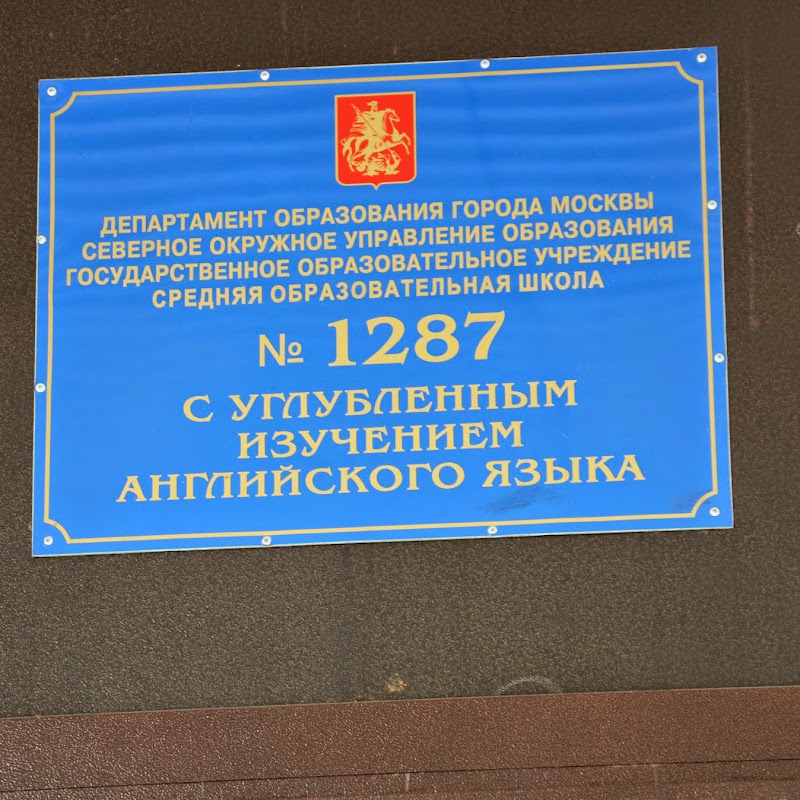 ДЕПАРТАМЕНТ ОБРАЗОВАНИЯ ГОРОДА МОСКВЫ
СЕВЕРНОЕ ОКРУЖНОЕ УПРАВЛЕНИЕ ОБРАЗОВАНИЯ
ГОСУДАРСТВЕННОЕ ОБРАЗОВАТЕЛЬНОЕ УЧРЕЖДЕНИЕ
СРЕДНЯЯ ОБРАЗОВАТЕЛЬНАЯ ШКОЛА
№ 1287
С УГЛУБЛЕННЫМ
ИЗУЧЕНИЕМ
АНГЛИЙСКОГО ЯЗЫКА